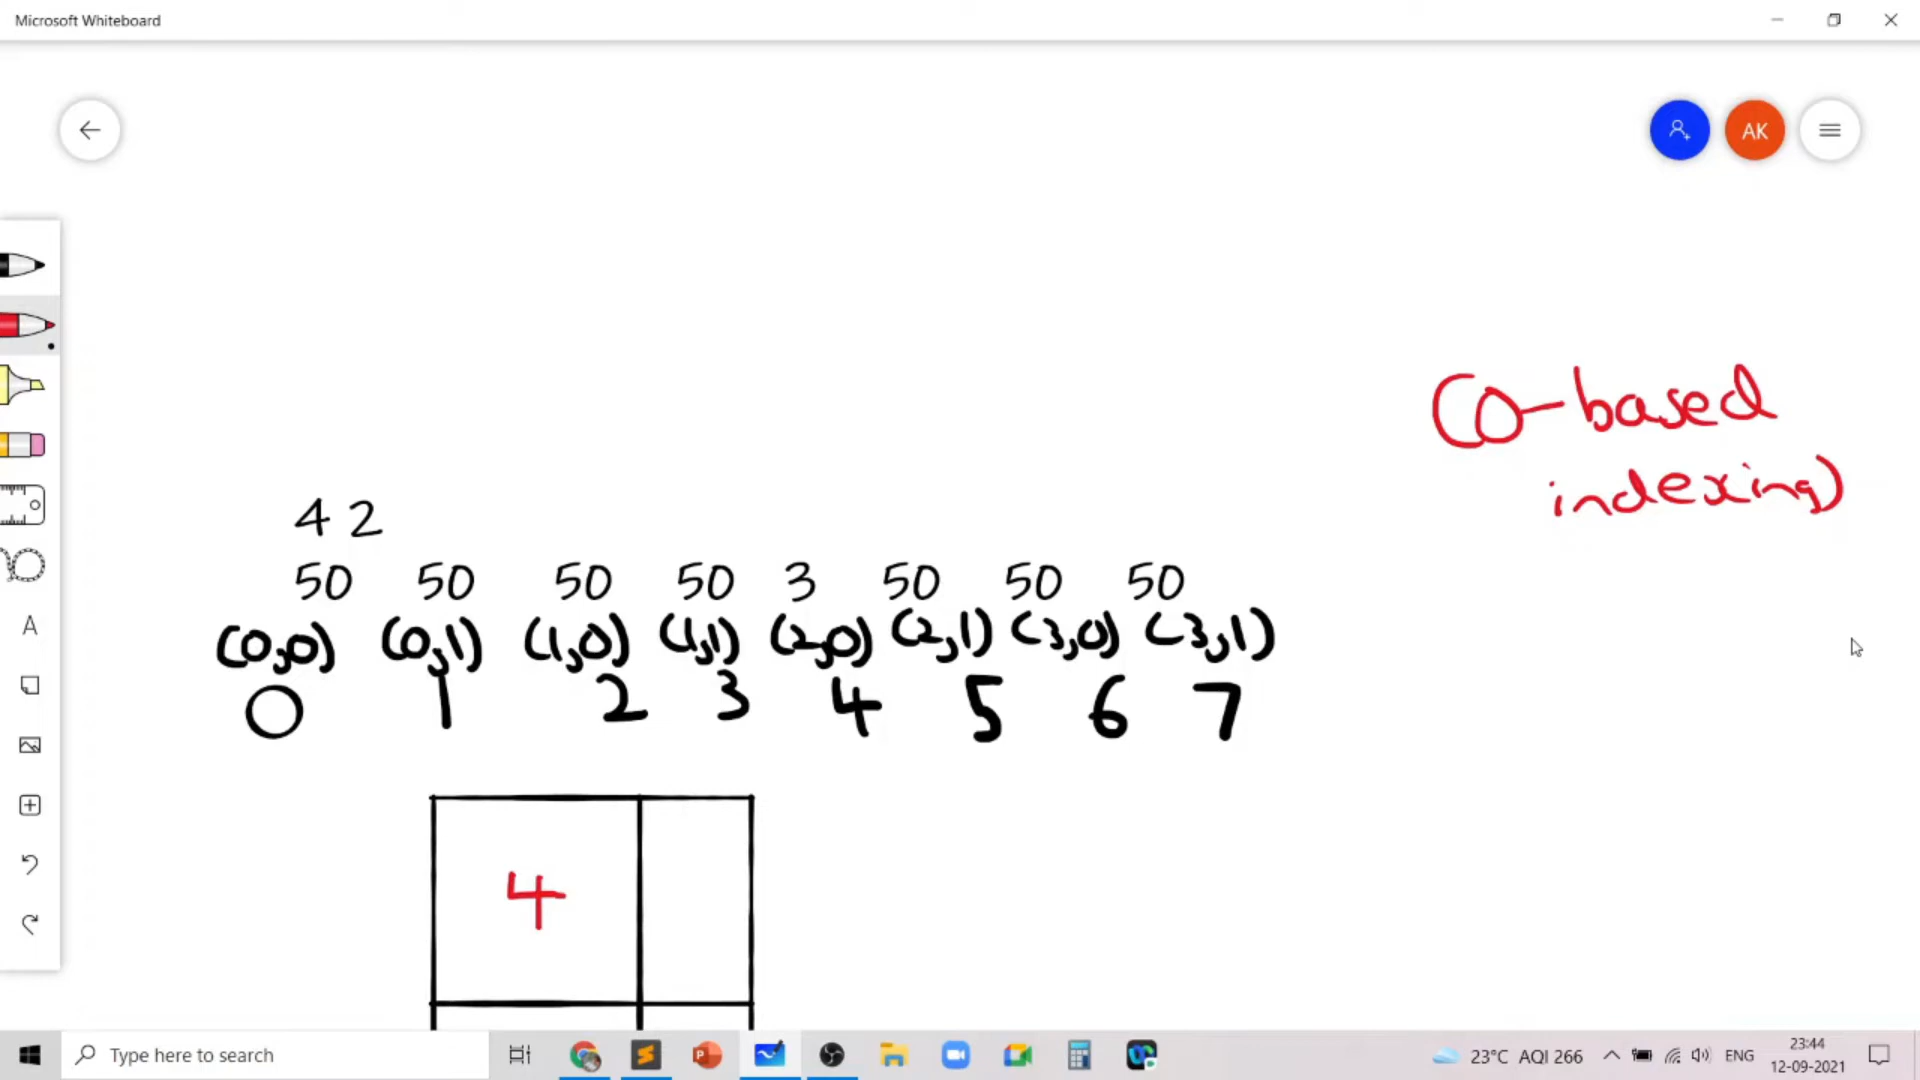 Microsoft Whiteboard
AK
(0-based
indexing)
4 2
50 50 50 50 3 50 50 50
(0,0) (0,1) (1,0) (1,1) (2,0) (2,1) (3,0) (3,1)
0 1 2 3 4 5 6 7
4
A
Type here to search
23°C AQI 266
ENG
23:44
12-09-2021